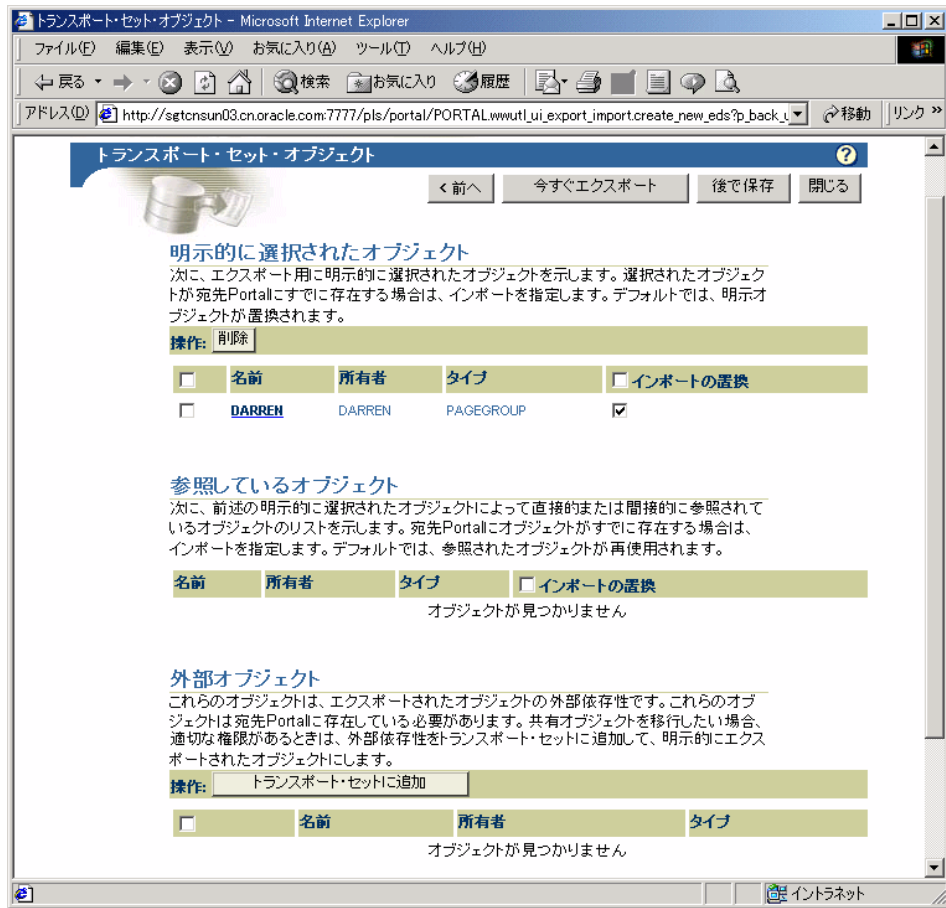 トランスポート・セット・オブジェクト - Microsoft Internet Explorer
ファイル(F) 編集(E) 表示(V) お気に入り(A) ツール(T) ヘルプ(H)
戻る 検索 お気に入り 履歴
アドレス(D) http://sgtcnsun03.cn.oracle.com:7777/pls/portal/PORTAL.wwutl_ui_export_import.create_new_eds?p_back_u 移動 リンク »
トランスポート・セット・オブジェクト ?
< 前へ 今すぐエクスポート 後で保存 閉じる
明示的に選択されたオブジェクト
次に、エクスポート用に明示的に選択されたオブジェクトを示します。選択されたオブジェク
トが宛先Portalにすでに存在する場合は、インポートを指定します。デフォルトでは、明示オ
ブジェクトが置換されます。
操作: 削除
名前 所有者 タイプ インポートの置換
DARREN DARREN PAGEGROUP
参照しているオブジェクト
次に、前述の明示的に選択されたオブジェクトによって直接的または間接的に参照されて
いるオブジェクトのリストを示します。宛先Portalにオブジェクトがすでに存在する場合は、
インポートを指定します。デフォルトでは、参照されたオブジェクトが再使用されます。
名前 所有者 タイプ インポートの置換
オブジェクトが見つかりません
外部オブジェクト
これらのオブジェクトは、エクスポートされたオブジェクトの外部依存性です。これらのオブ
ジェクトは宛先Portalに存在している必要があります。共有オブジェクトを移行したい場合、
適切な権限があるときは、外部依存性をトランスポート・セットに追加して、明示的にエクス
ポートされたオブジェクトにします。
操作: トランスポート・セットに追加
名前 所有者 タイプ
オブジェクトが見つかりません
イントラネット